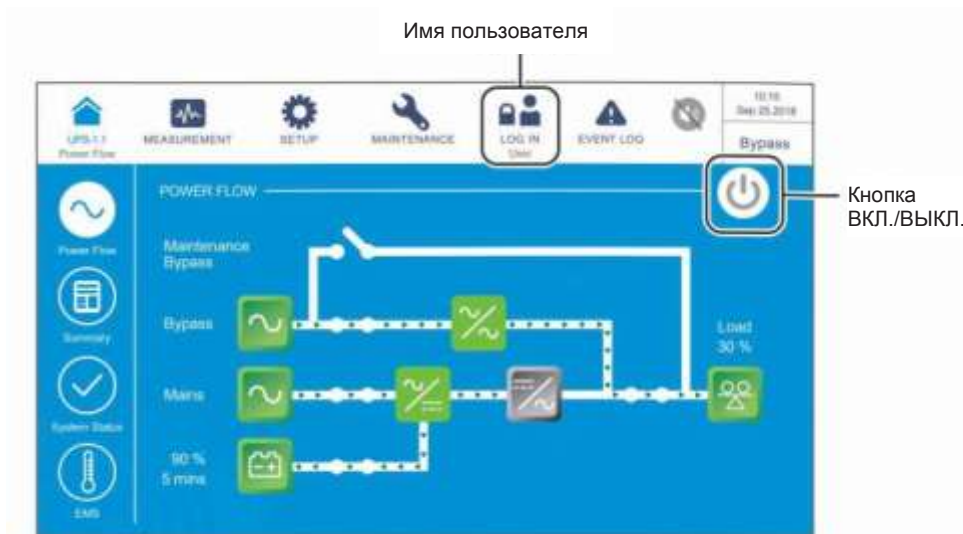 Имя пользователя
10:10
Sep 25,2018
UPS-1.1
Power Flow
MEASUREMENT
SETUP
MAINTENANCE
LOG IN
User
EVENT LOG
Bypass
POWER FLOW
Кнопка
ВКЛ./ВЫКЛ.
Power Flow
Maintenance
Bypass
Summary
Bypass
Load
30 %
Mains
System Status
90 %
5 mins
EMS